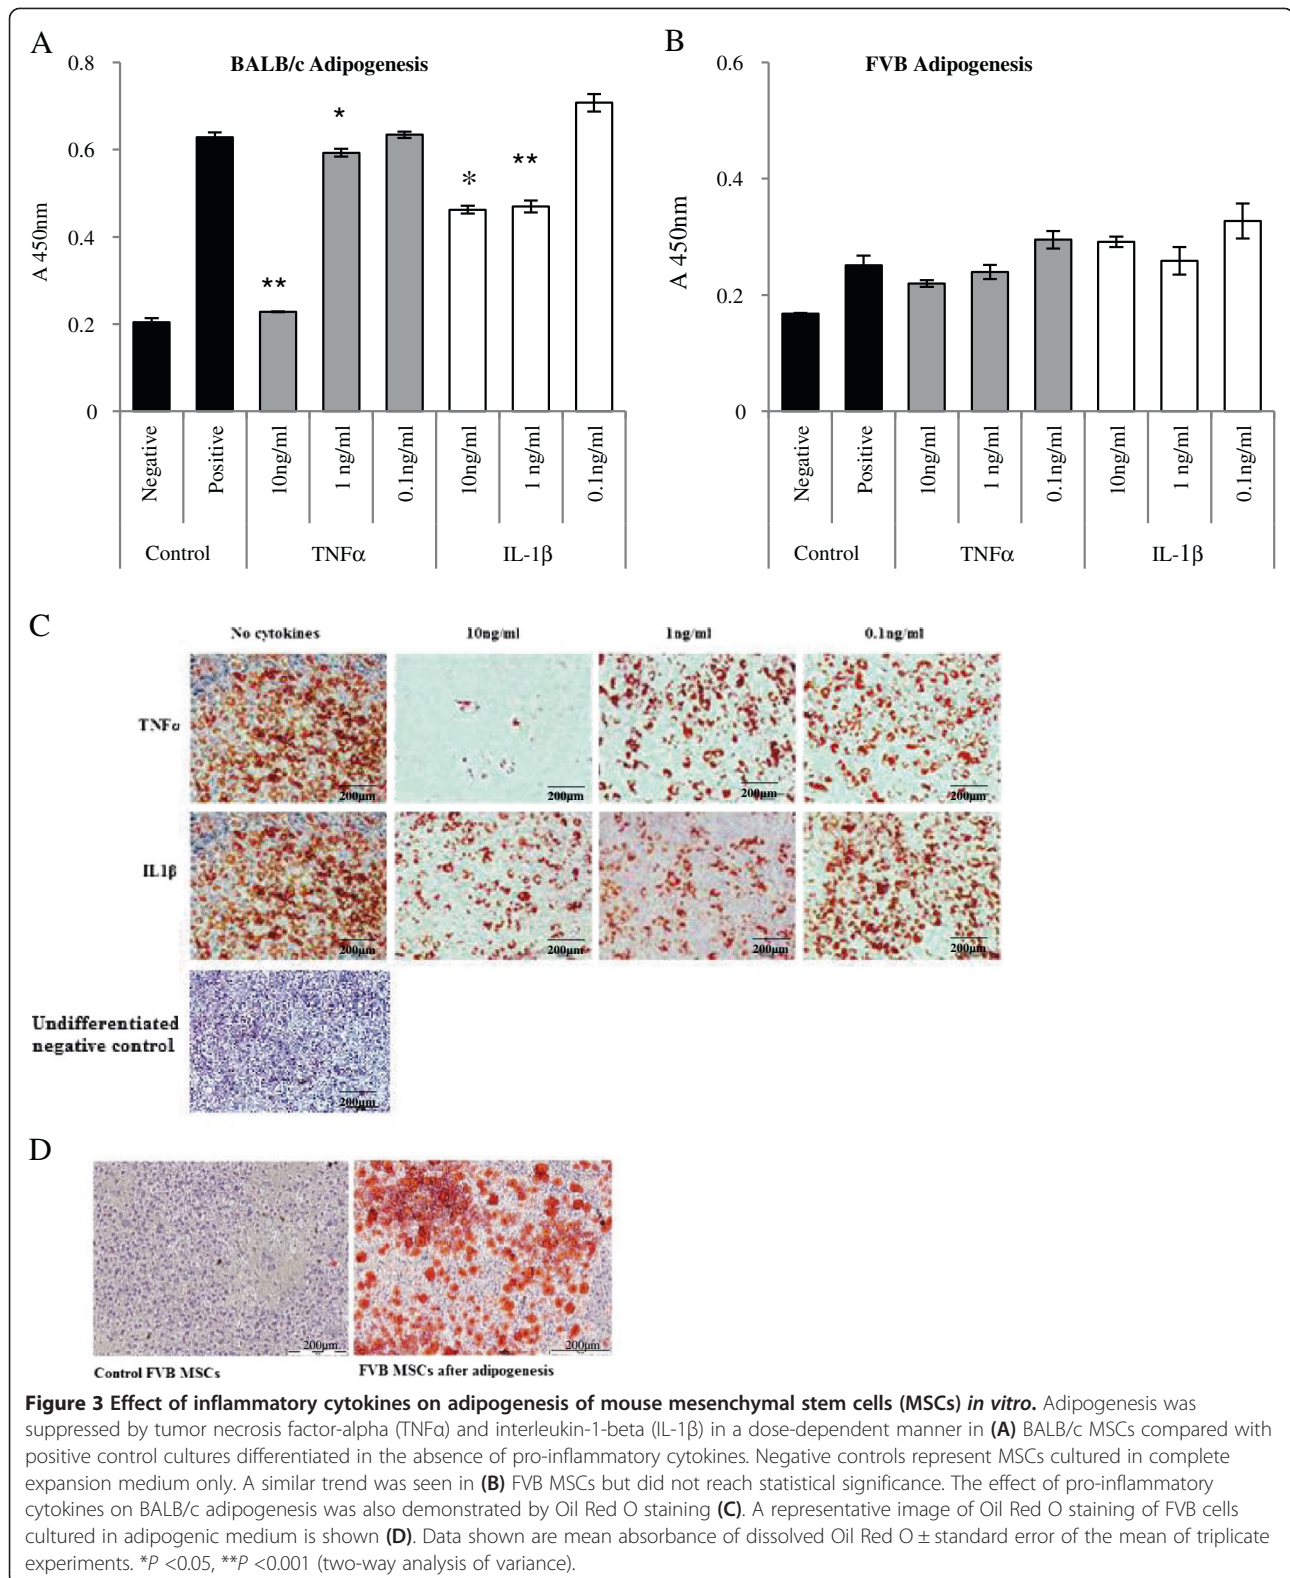 A
BALB/c Adipogenesis
0.8
0.6
0.4
0.2
0
A 450nm
**
*
*
**
Negative
Positive
10ng/ml
1 ng/ml
0.1ng/ml
10ng/ml
1 ng/ml
0.1ng/ml
Control
TNFα
IL-1β
B
FVB Adipogenesis
0.6
0.4
0.2
0
A 450nm
Negative
Positive
10ng/ml
1 ng/ml
0.1ng/ml
10ng/ml
1 ng/ml
0.1ng/ml
Control
TNFα
IL-1β
C
No cytokines
10ng/ml
1ng/ml
0.1ng/ml
TNFα
200µm
200µm
200µm
200µm
IL1β
200µm
200µm
200µm
200µm
Undifferentiated
negative control
200µm
D
200µm
200µm
Control FVB MSCs
FVB MSCs after adipogenesis
Figure 3 Effect of inflammatory cytokines on adipogenesis of mouse mesenchymal stem cells (MSCs) in vitro. Adipogenesis was
suppressed by tumor necrosis factor-alpha (TNFα) and interleukin-1-beta (IL-1β) in a dose-dependent manner in (A) BALB/c MSCs compared with
positive control cultures differentiated in the absence of pro-inflammatory cytokines. Negative controls represent MSCs cultured in complete
expansion medium only. A similar trend was seen in (B) FVB MSCs but did not reach statistical significance. The effect of pro-inflammatory
cytokines on BALB/c adipogenesis was also demonstrated by Oil Red O staining (C). A representative image of Oil Red O staining of FVB cells
cultured in adipogenic medium is shown (D). Data shown are mean absorbance of dissolved Oil Red O ± standard error of the mean of triplicate
experiments. *P <0.05, **P <0.001 (two-way analysis of variance).